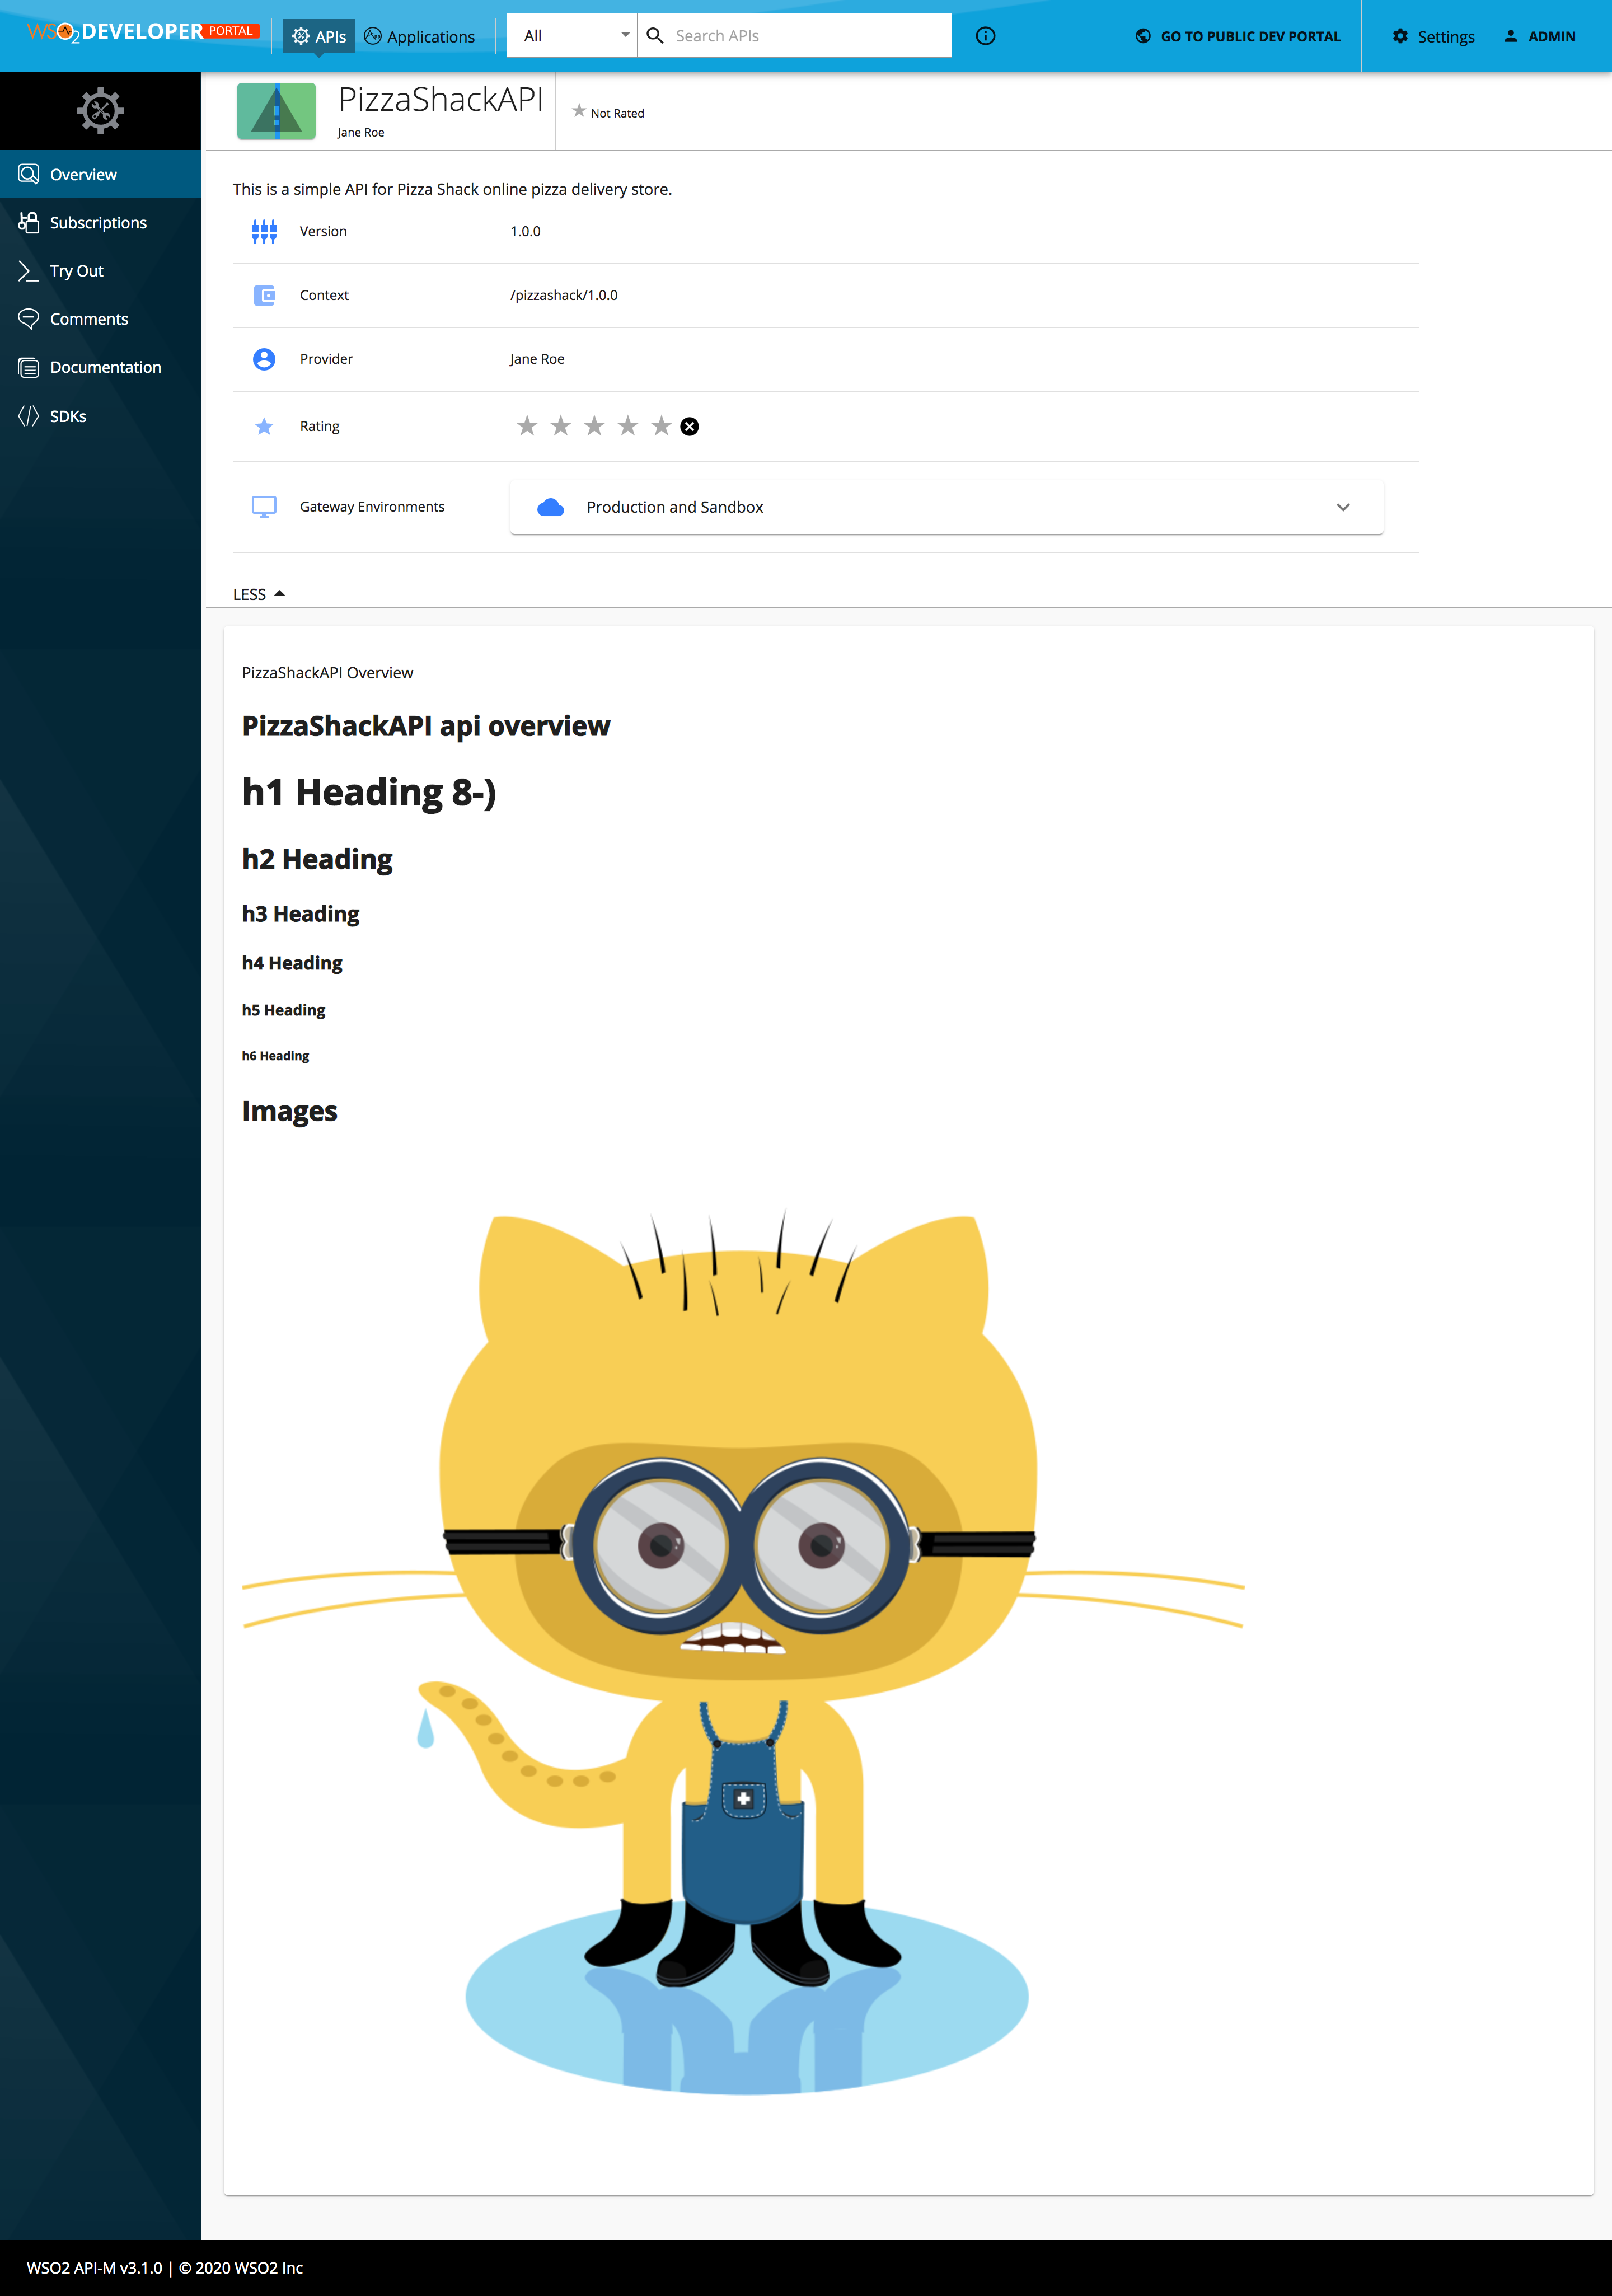 WSO2 DEVELOPER PORTAL APIs Applications All Search APIs GO TO PUBLIC DEV PORTAL Settings ADMIN
PizzaShackAPI
Jane Roe
Not Rated
Overview
Subscriptions
Try Out
Comments
Documentation
SDKs
This is a simple API for Pizza Shack online pizza delivery store.
Version 1.0.0
Context /pizzashack/1.0.0
Provider Jane Roe
Rating
Gateway Environments Production and Sandbox
LESS
PizzaShackAPI Overview
PizzaShackAPI api overview
h1 Heading 8-)
h2 Heading
h3 Heading
h4 Heading
h5 Heading
h6 Heading
Images
WSO2 API-M v3.1.0 | © 2020 WSO2 Inc